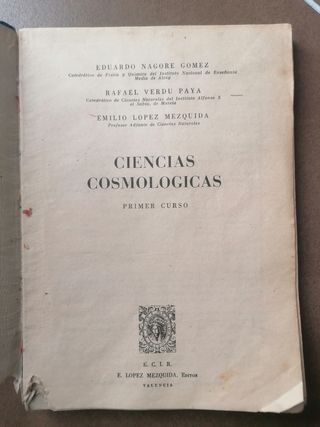 EDUARDO NAGORE GOMEZ
Catedrático de Física y Química del Instituto Nacional de Enseñanza
Media de Alcoy
RAFAEL VERDU PAYA
Catedrático de Ciencias Naturales del Instituto Alfonso X
el Sabio, de Murcia
EMILIO LOPEZ MEZQUIDA
Profesor Adjunto de Ciencias Naturales
CIENCIAS
COSMOLOGICAS
PRIMER CURSO
E. C. I. R.
E. LOPEZ MEZQUIDA, Editor
VALENCIA